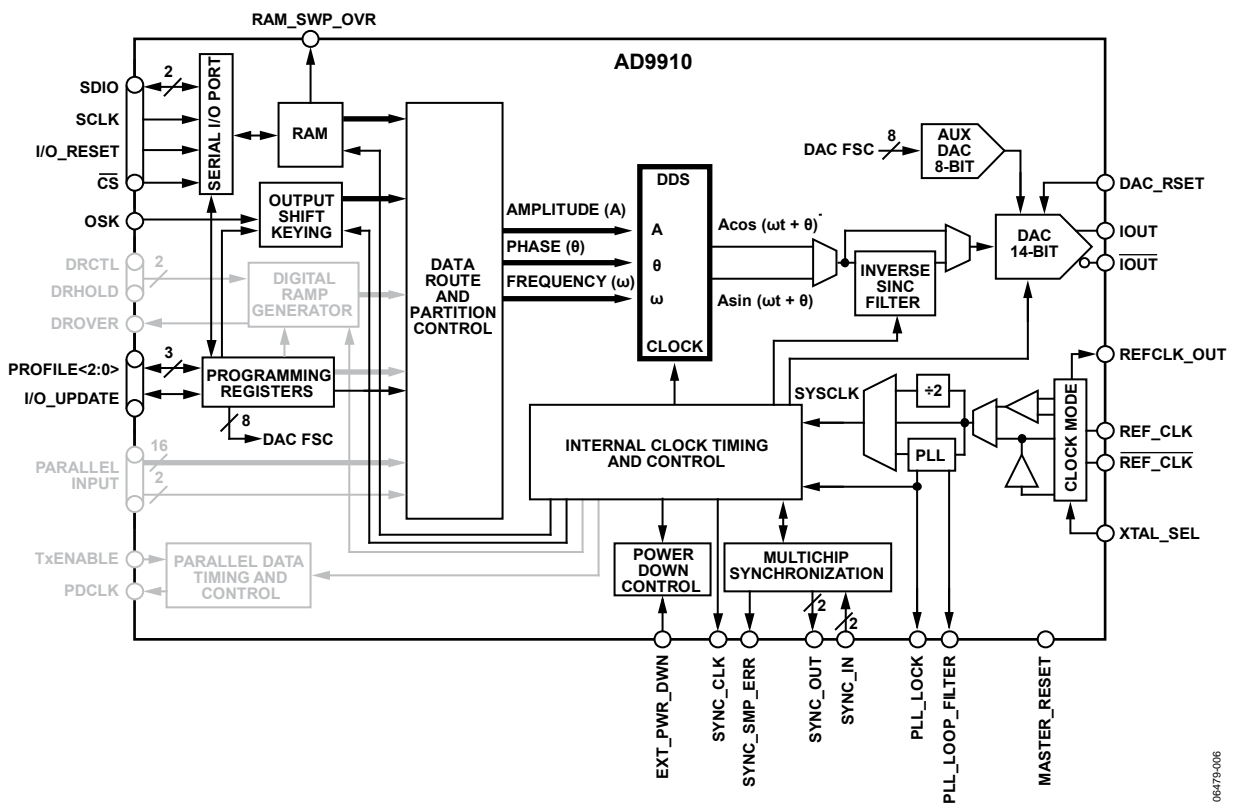 RAM_SWP_OVR
AD9910
SDIO
2
SCLK
I/O_RESET
CS
SERIAL I/O PORT
RAM
OSK
OUTPUT
SHIFT
KEYING
DRCTL
2
DRHOLD
DROVER
DIGITAL
RAMP
GENERATOR
PROFILE<2:0>
3
I/O_UPDATE
PROGRAMMING
REGISTERS
8
DAC FSC
PARALLEL
INPUT
16
2
TxENABLE
PDCLK
PARALLEL DATA
TIMING AND
CONTROL
DATA
ROUTE
AND
PARTITION
CONTROL
AMPLITUDE (A)
PHASE (θ)
FREQUENCY (ω)
DDS
A
θ
ω
CLOCK
Acos (ωt + θ)
Asin (ωt + θ)
DAC FSC
8
AUX
DAC
8-BIT
INVERSE
SINC
FILTER
DAC
14-BIT
DAC_RSET
IOUT
IOUT
REFCLK_OUT
SYSCLK
÷2
PLL
CLOCK MODE
REF_CLK
REF_CLK
XTAL_SEL
INTERNAL CLOCK TIMING
AND CONTROL
POWER
DOWN
CONTROL
MULTICHIP
SYNCHRONIZATION
2
2
EXT_PWR_DWN
SYNC_CLK
SYNC_SMP_ERR
SYNC_OUT
SYNC_IN
PLL_LOCK
PLL_LOOP_FILTER
MASTER_RESET
06479-006